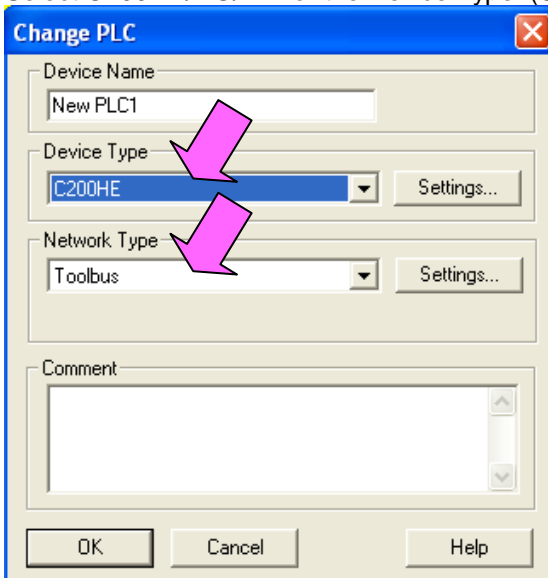 Change PLC
Device Name
New PLC1
Device Type
C200HE
Settings...
Network Type
Toolbus
Settings...
Comment
OK Cancel Help